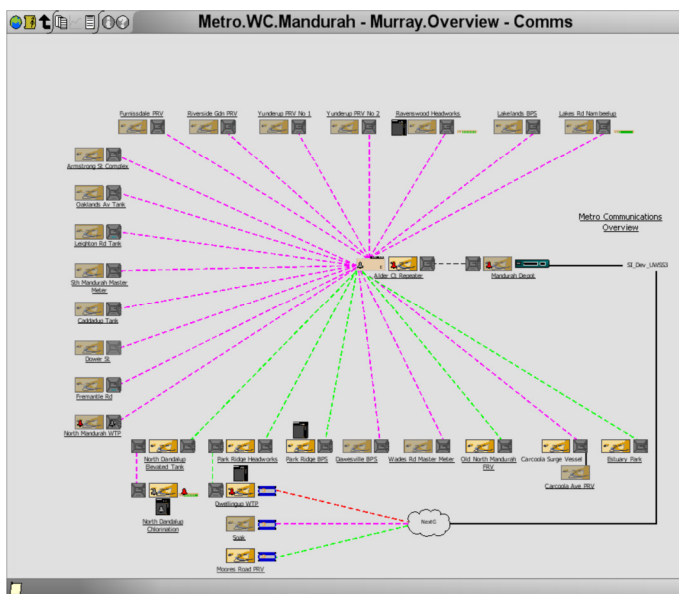 Metro.WC.Mandurah - Murray.Overview - Comms
Furnissdale PRV
Riverside Gdn PRV
Yunderup PRV No 1
Yunderup PRV No 2
Ravenswood Headworks
Lakelands BPS
Lakes Rd Nambeelup
Armstrong St Complex
Oaklands Av Tank
Leighton Rd Tank
Sth Mandurah Master
Meter
Caddadup Tank
Dower St
Fremantle Rd
North Mandurah WTP
Metro Communications
Overview
Alder Cl Repeater
Mandurah Depot
SI_Dev_UW553
North Dandalup
Elevated Tank
Park Ridge Headworks
Park Ridge BPS
Dawesville BPS
Wades Rd Master Meter
Old North Mandurah
PRV
Carcoola Surge Vessel
Estuary Park
Carcoola Ave PRV
North Dandalup
Chlorination
Dwellingup WTP
Soak
Moores Road PRV
NextG